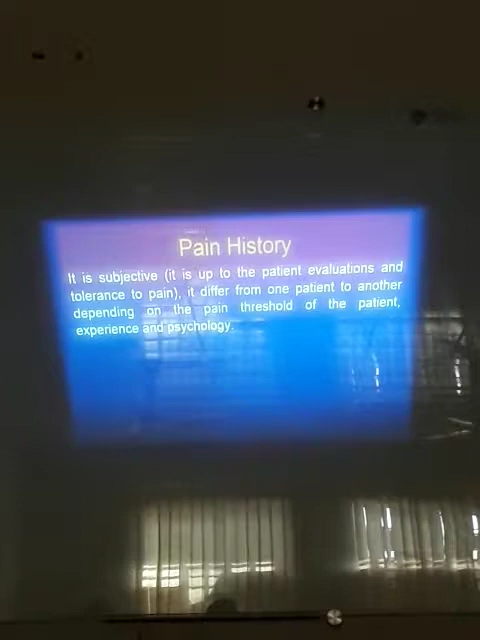 Pain History
It is subjective (it is up to the patient evaluations and
tolerance to pain), it differ from one patient to another
depending on the pain threshold of the patient,
experience and psychology.